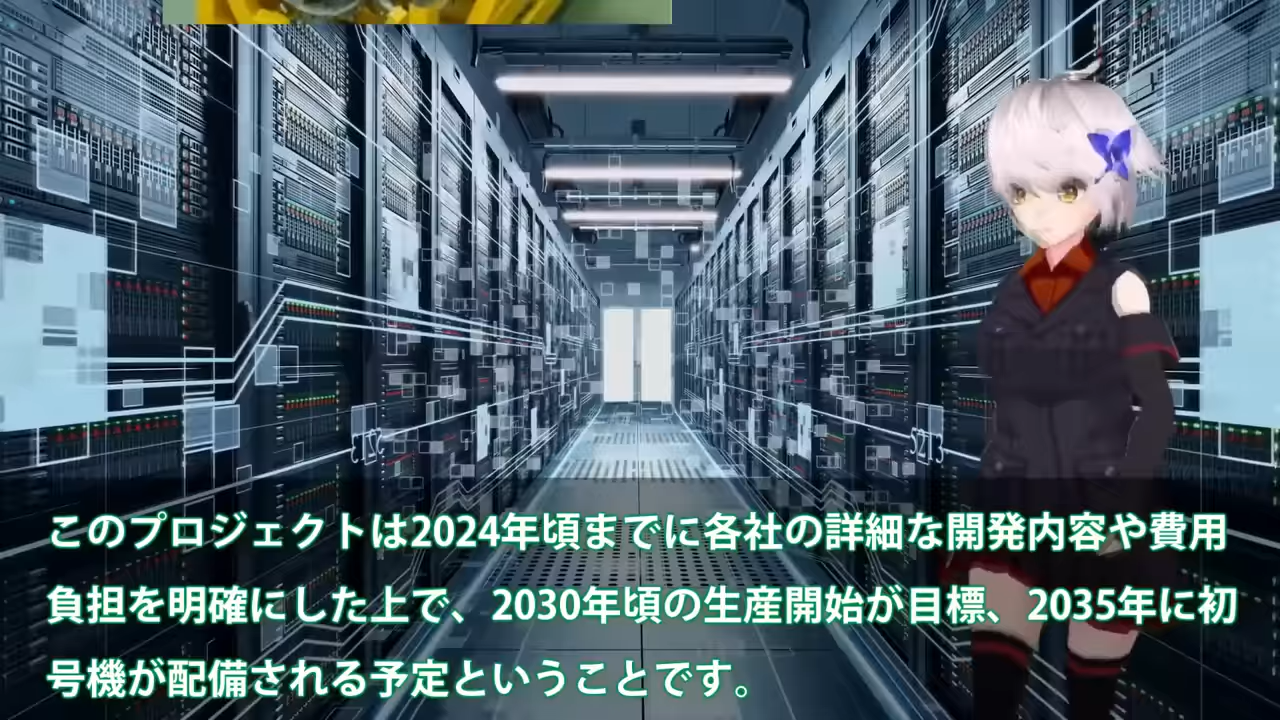 このプロジェクトは2024年頃までに各社の詳細な開発内容や費用
負担を明確にした上で、2030年頃の生産開始が目標、2035年に初
号機が配備される予定ということです。